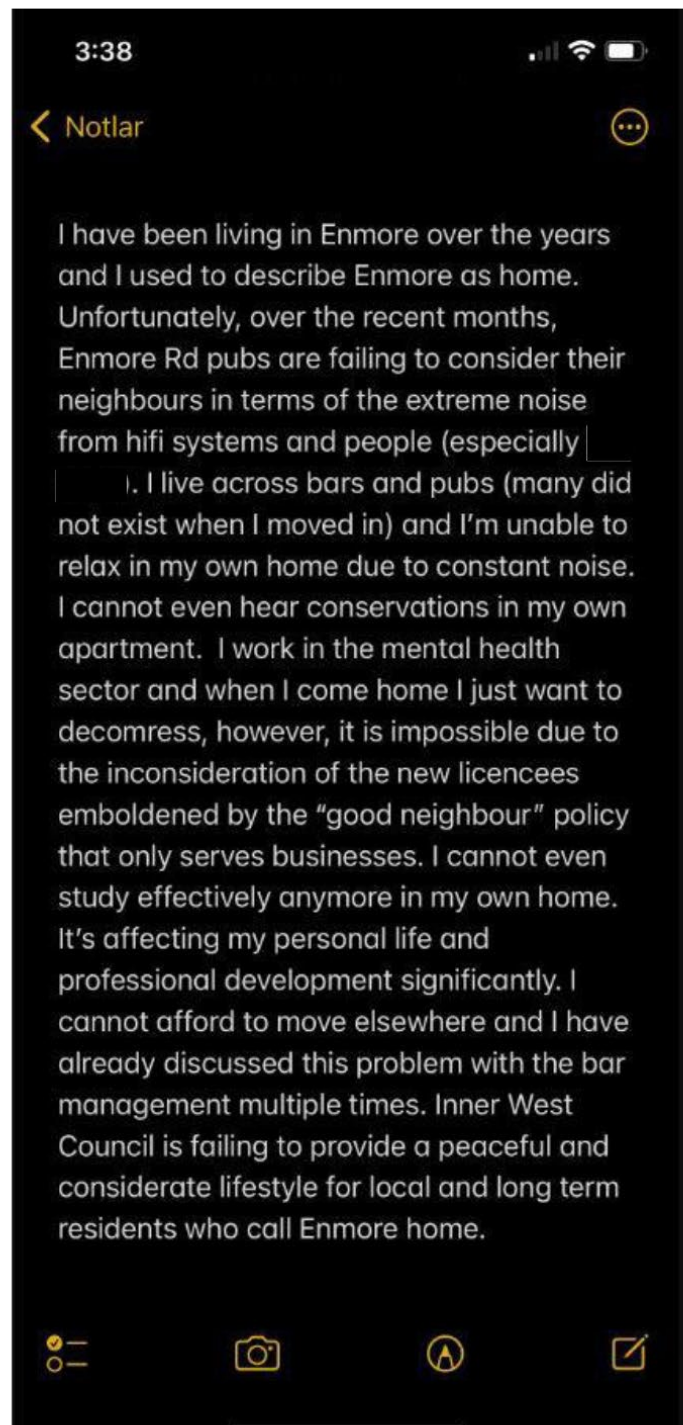 3:38
Notlar
I have been living in Enmore over the years
and I used to describe Enmore as home.
Unfortunately, over the recent months,
Enmore Rd pubs are failing to consider their
neighbours in terms of the extreme noise
from hifi systems and people (especially
). I live across bars and pubs (many did
not exist when I moved in) and I’m unable to
relax in my own home due to constant noise.
I cannot even hear conservations in my own
apartment.  I work in the mental health
sector and when I come home I just want to
decomress, however, it is impossible due to
the inconsideration of the new licencees
emboldened by the “good neighbour” policy
that only serves businesses. I cannot even
study effectively anymore in my own home.
It’s affecting my personal life and
professional development significantly. I
cannot afford to move elsewhere and I have
already discussed this problem with the bar
management multiple times. Inner West
Council is failing to provide a peaceful and
considerate lifestyle for local and long term
residents who call Enmore home.